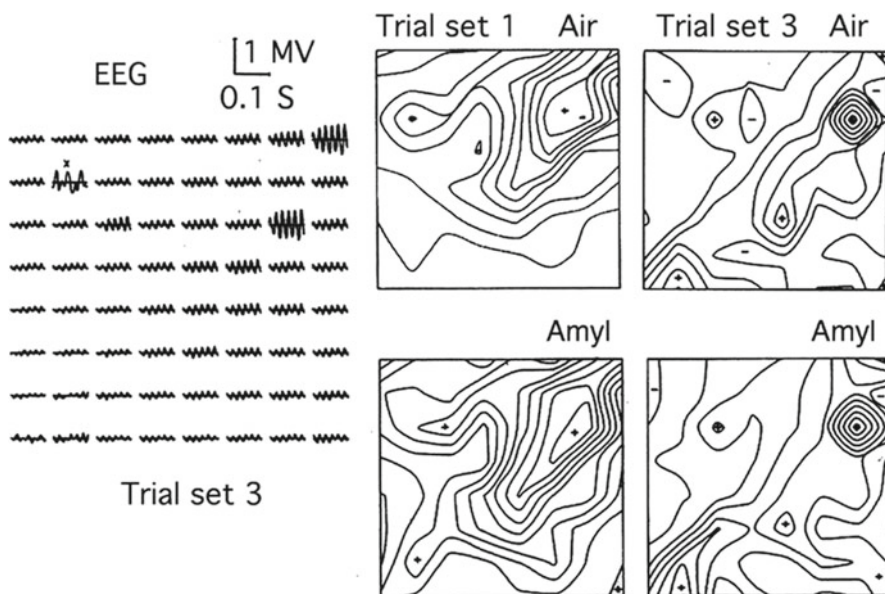 EEG
1 MV
0.1 S
x
Trial set 3
Trial set 1 Air
Trial set 3 Air
Amyl
Amyl